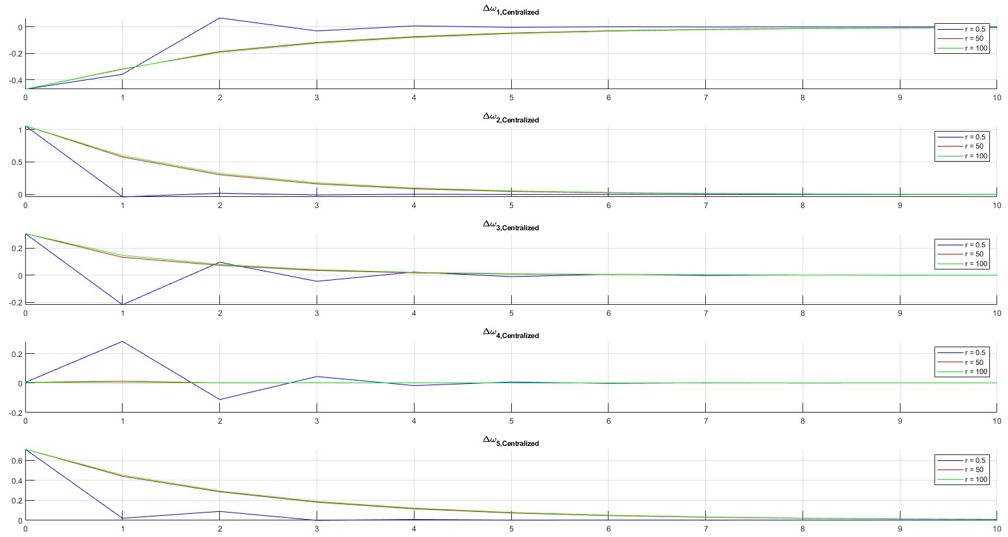 Δω1,Centralized
0
-0.2
-0.4
r = 0.5
r = 50
r = 100
0 1 2 3 4 5 6 7 8 9 10
Δω2,Centralized
1
0.5
0
r = 0.5
r = 50
r = 100
0 1 2 3 4 5 6 7 8 9 10
Δω3,Centralized
0.2
0
-0.2
r = 0.5
r = 50
r = 100
0 1 2 3 4 5 6 7 8 9 10
Δω4,Centralized
0.2
0
-0.2
r = 0.5
r = 50
r = 100
0 1 2 3 4 5 6 7 8 9 10
Δω5,Centralized
0.6
0.4
0.2
0
r = 0.5
r = 50
r = 100
0 1 2 3 4 5 6 7 8 9 10